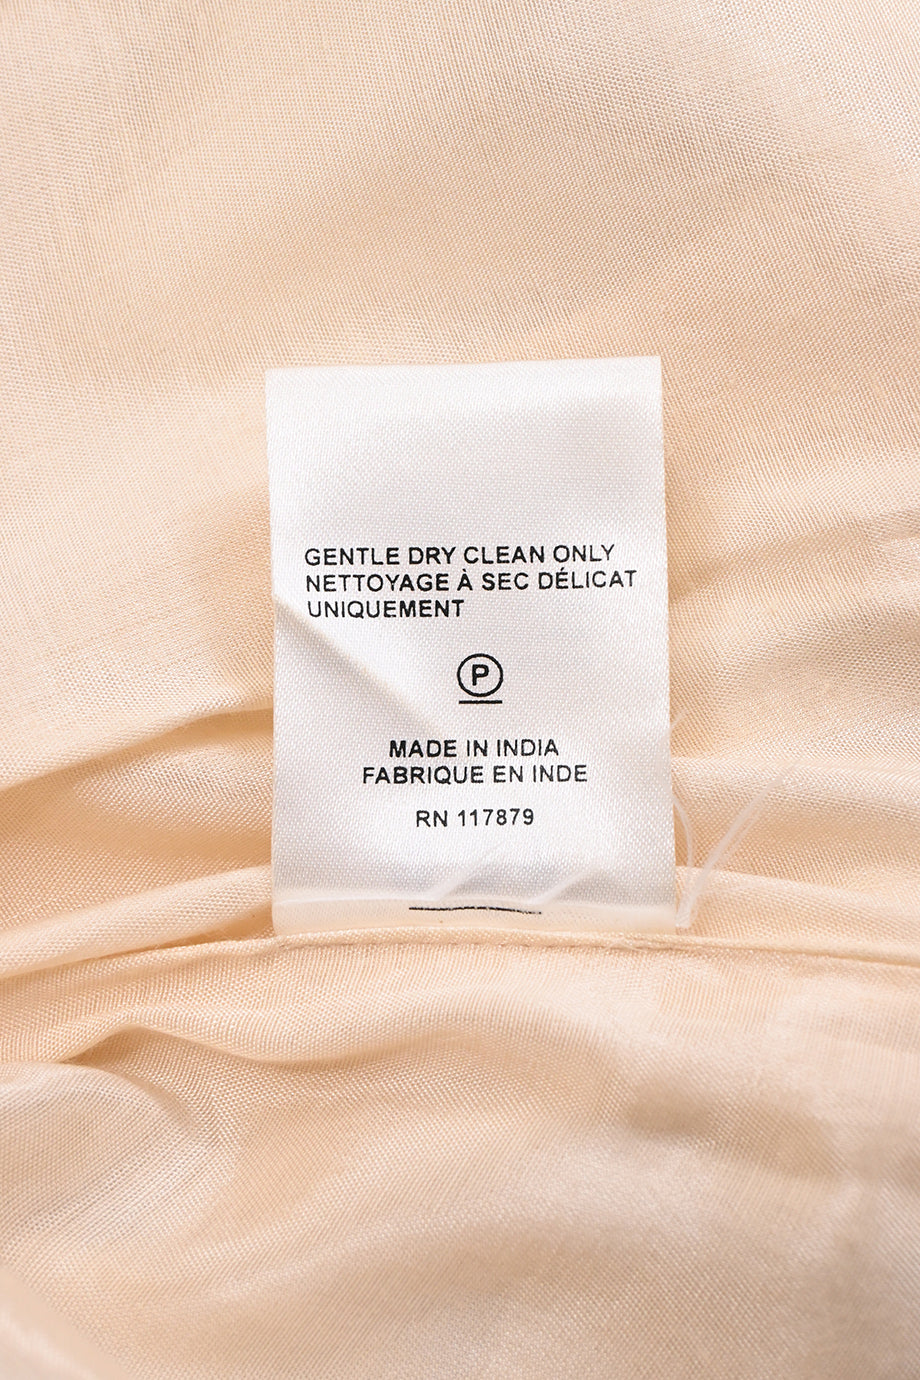 GENTLE DRY CLEAN ONLY
NETTOYAGE À SEC DÉLICAT
UNIQUEMENT
P
MADE IN INDIA
FABRIQUE EN INDE
RN 117879